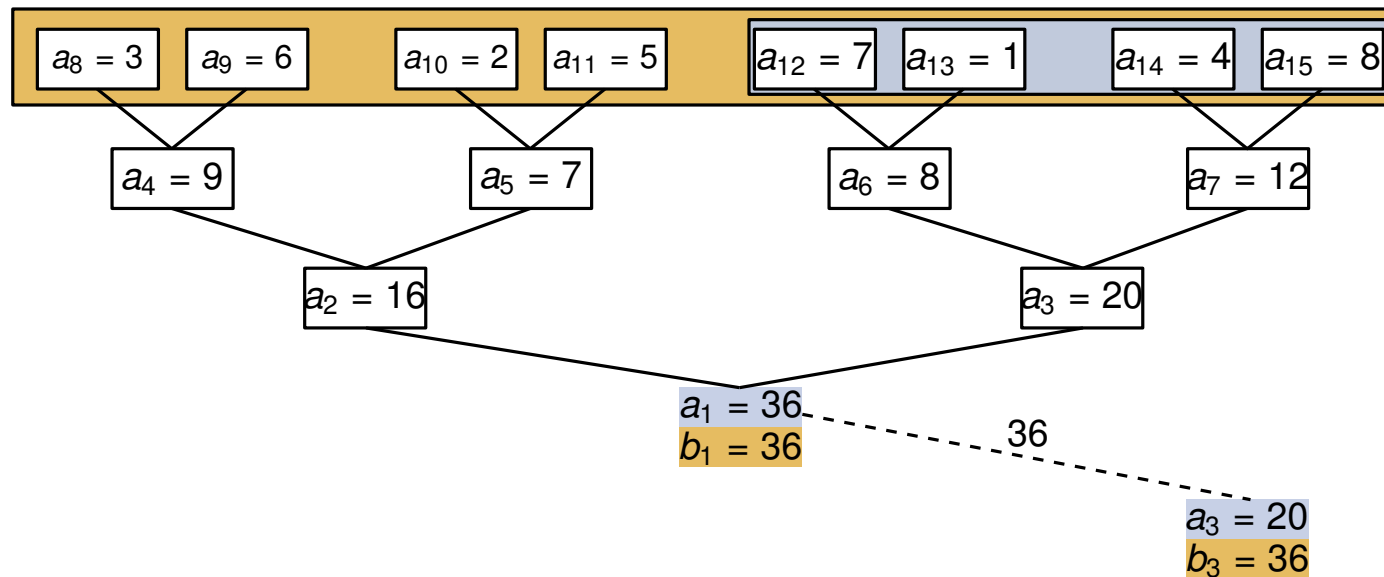 a₈ = 3 a₉ = 6 a₁₀ = 2 a₁₁ = 5 a₁₂ = 7 a₁₃ = 1 a₁₄ = 4 a₁₅ = 8
a₄ = 9 a₅ = 7 a₆ = 8 a₇ = 12
a₂ = 16 a₃ = 20
a₁ = 36
b₁ = 36
36
a₃ = 20
b₃ = 36